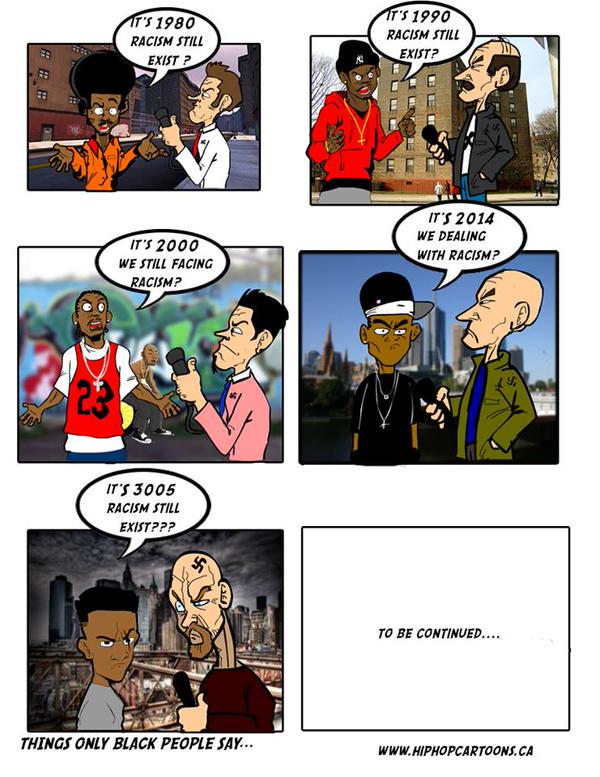 IT'S 1980
RACISM STILL
EXIST ?
IT'S 1990
RACISM STILL
EXIST?
NY
IT'S 2000
WE STILL FACING
RACISM?
23
IT'S 2014
WE DEALING
WITH RACISM?
IT'S 3005
RACISM STILL
EXIST???
TO BE CONTINUED....
THINGS ONLY BLACK PEOPLE SAY...
WWW.HIPHOPCARTOONS.CA